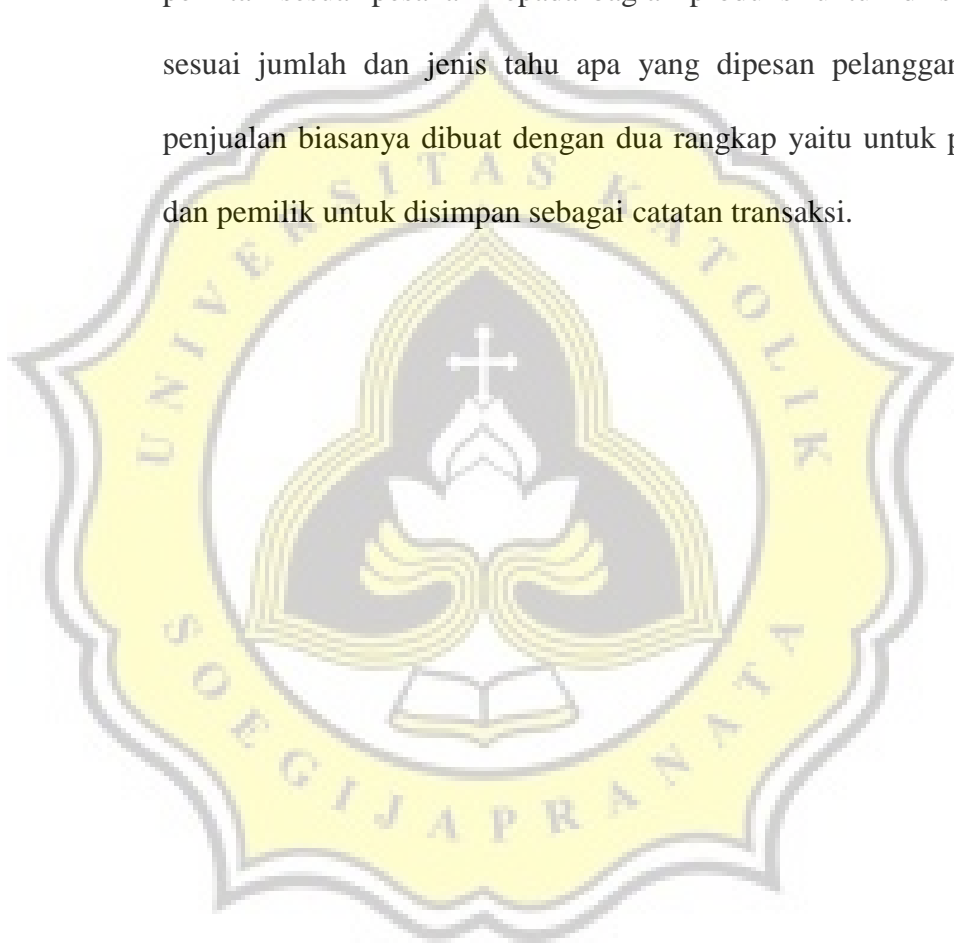 sesuai jumlah dan jenis tahu apa yang dipesan pelanggan
penjualan biasanya dibuat dengan dua rangkap yaitu untuk
dan pemilik untuk disimpan sebagai catatan transaksi.
UNIVERSITAS KATOLIK
SOEGIJAPRANATA